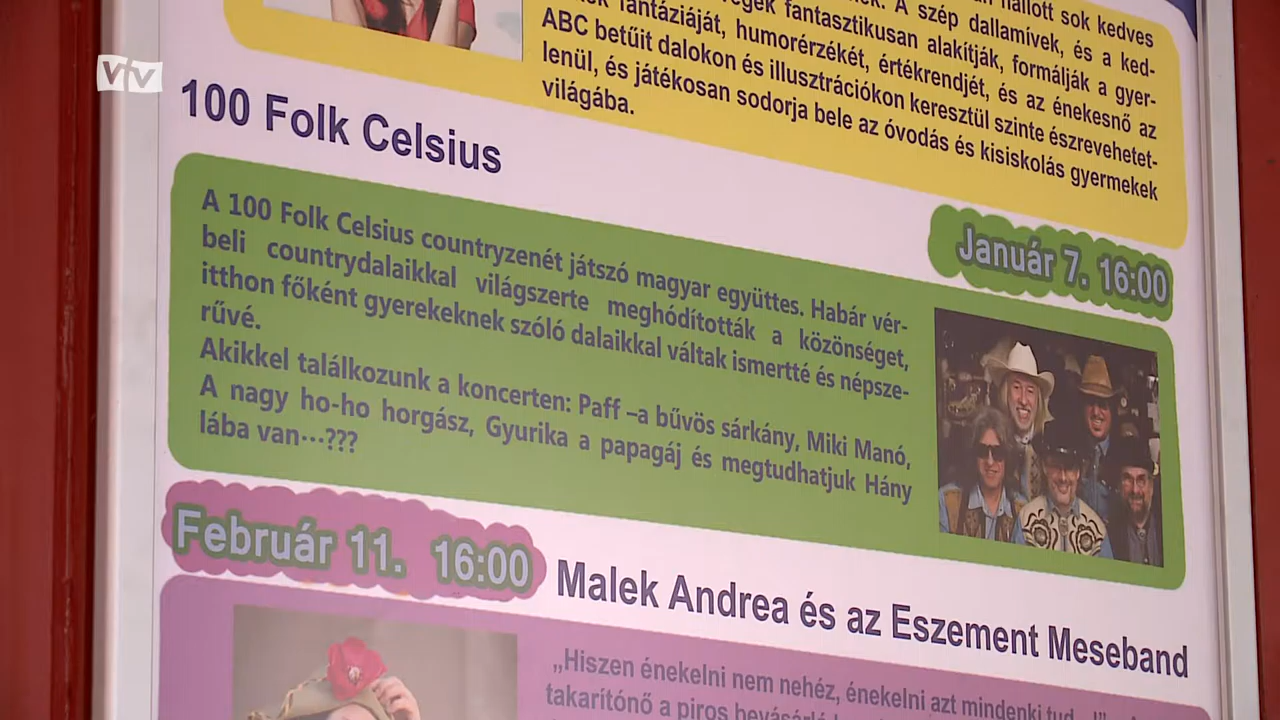 VTV
hallott sok kedves
A szép dallamívek, és a ked-
fantasztikusan alakítják, formálják a gyer-
fantáziáját, humorérzékét, értékrendjét, és az énekesnő az
ABC betűit dalokon és illusztrációkon keresztül szinte észrevehetet-
lenül, és játékosan sodorja bele az óvodás és kisiskolás gyermekek
világába.
100 Folk Celsius
Január 7. 16:00
A 100 Folk Celsius countryzenét játszó magyar együttes. Habár vér-
beli countrydalaikkal világszerte meghódították a közönséget,
itthon főként gyerekeknek szóló dalaikkal váltak ismertté és népsze-
rűvé.
Akikkel találkozunk a koncerten: Paff –a bűvös sárkány, Miki Manó,
A nagy ho-ho horgász, Gyurika a papagáj és megtudhatjuk Hány
lába van…???
Február 11. 16:00
Malek Andrea és az Eszement Meseband
„Hiszen énekelni nem nehéz, énekelni azt mindenki tud
takarítónő a piros